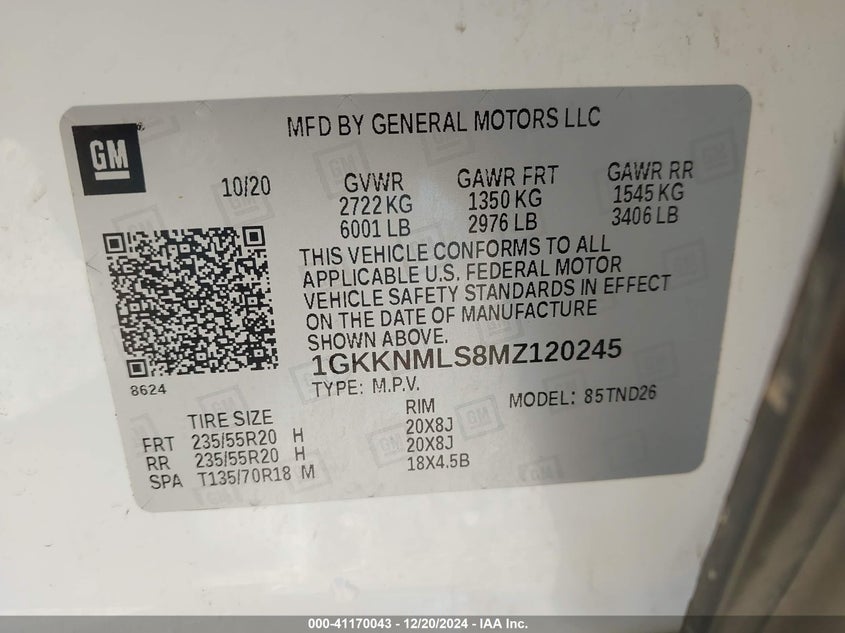 GM
MFD BY GENERAL MOTORS LLC
10/20 GVWR GAWR FRT GAWR RR
2722 KG 1350 KG 1545 KG
6001 LB 2976 LB 3406 LB
THIS VEHICLE CONFORMS TO ALL
APPLICABLE U.S. FEDERAL MOTOR
VEHICLE SAFETY STANDARDS IN EFFECT
ON THE DATE OF MANUFACTURE
SHOWN ABOVE.
1GKKNMLS8MZ120245
8624
TYPE: M.P.V. MODEL: 85TND26
TIRE SIZE RIM
FRT 235/55R20 H 20X8J
RR 235/55R20 H 20X8J
SPA T135/70R18 M 18X4.5B
000-41170043 — 12/20/2024 — IAA Inc.